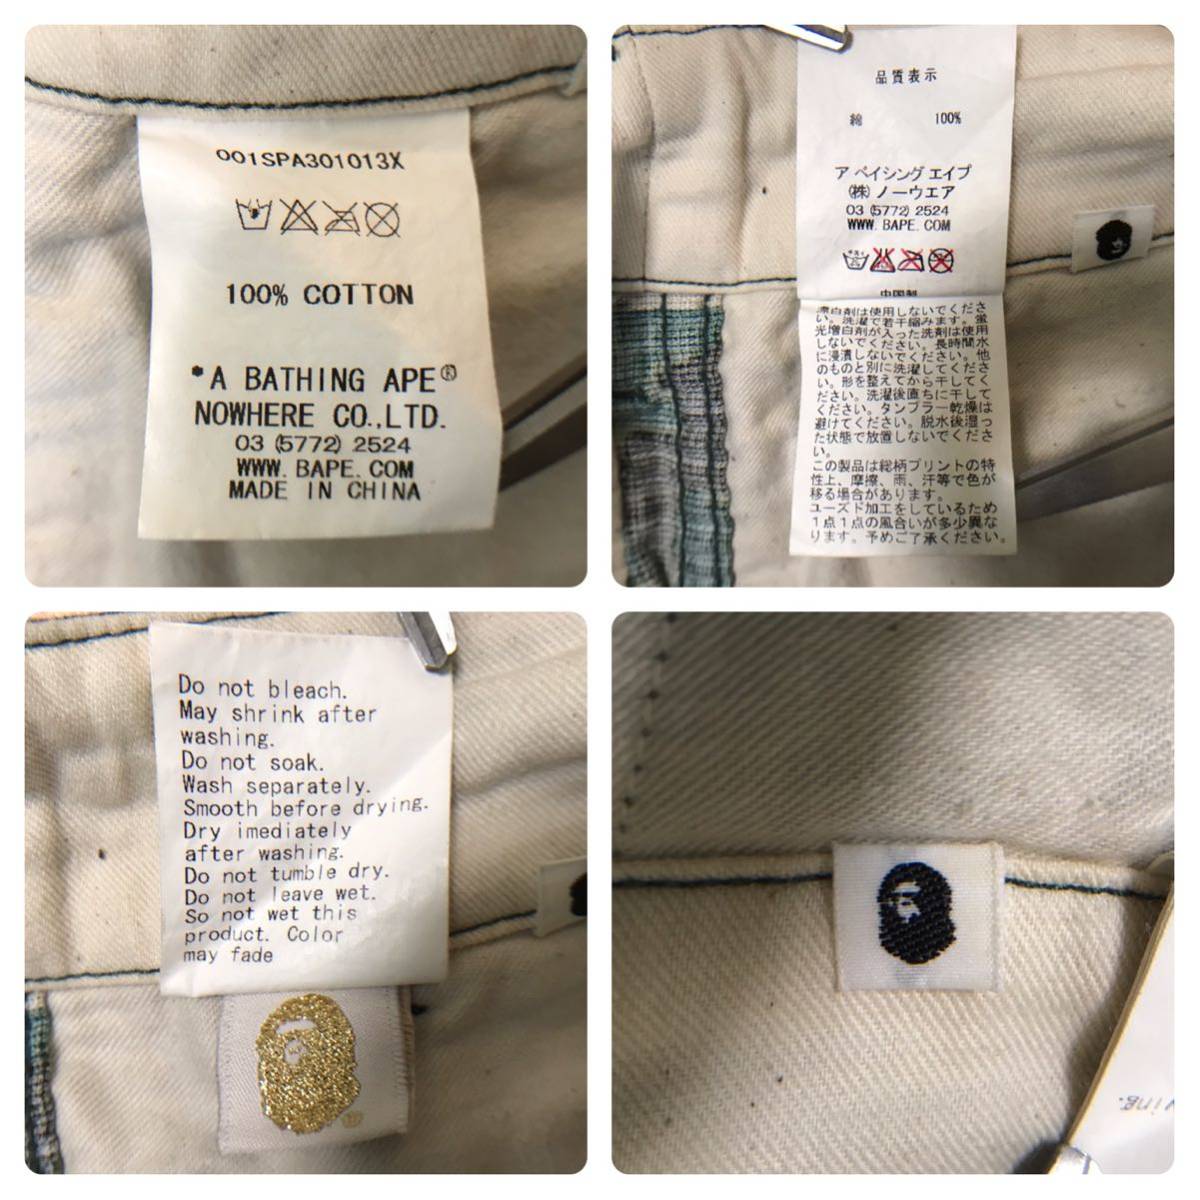 001SPA301013X
100% COTTON
*A BATHING APE®
NOWHERE CO.,LTD.
03 (5772) 2524
WWW. BAPE. COM
MADE IN CHINA
品質表示
綿 100%
ア ベイシング エイプ
(株) ノーウエア
03 (5772) 2524
WWW. BAPE. COM
中国製
漂白剤は使用しないでくださ
い。洗濯で若干縮みます。蛍
光増白剤が入った洗剤は使用
しないでください。長時間水
に浸漬しないでください。他
のものと別に洗濯してくださ
い。形を整えてから干してく
ださい。洗濯後直ちに干して
ください。タンブラー乾燥は
避けてください。脱水後湿っ
た状態で放置しないでくださ
い。
この製品は総柄プリントの特
性上、摩擦、雨、汗等で色が
移る場合があります。
ユーズド加工をしているため
1点1点の風合いが多少異な
ります。予めご了承ください。
Do not bleach.
May shrink after
washing.
Do not soak.
Wash separately.
Smooth before drying.
Dry imediately
after washing.
Do not tumble dry.
Do not leave wet.
So not wet this
product. Color
may fade